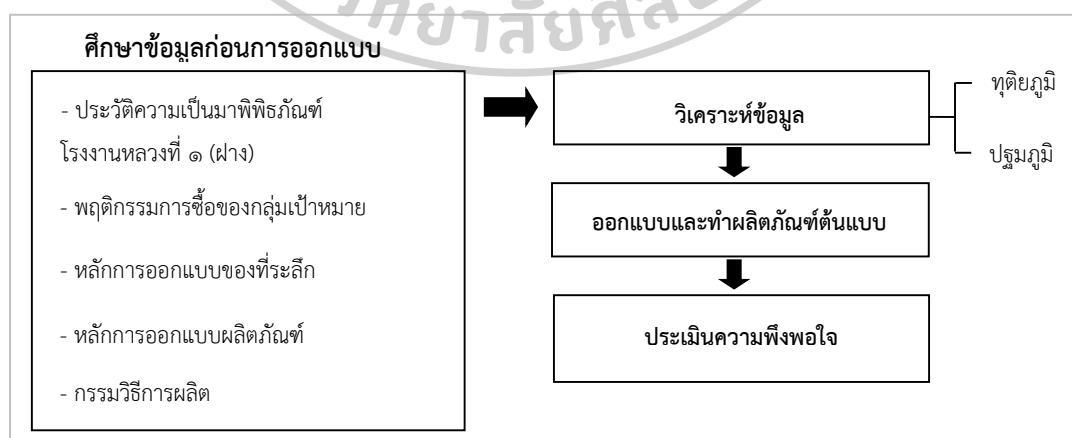 วิทยาลัยศิลป
ศึกษาข้อมูลก่อนการออกแบบ
- ประวัติความเป็นมาพิพิธภัณฑ์
โรงงานหลวงที่ ๑ (ฝาง)
- พฤติกรรมการซื้อของกลุ่มเป้าหมาย
- หลักการออกแบบของที่ระลึก
- หลักการออกแบบผลิตภัณฑ์
- กรรมวิธีการผลิต
วิเคราะห์ข้อมูล
ทุติยภูมิ
ปฐมภูมิ
ออกแบบและทำผลิตภัณฑ์ต้นแบบ
ประเมินความพึงพอใจ